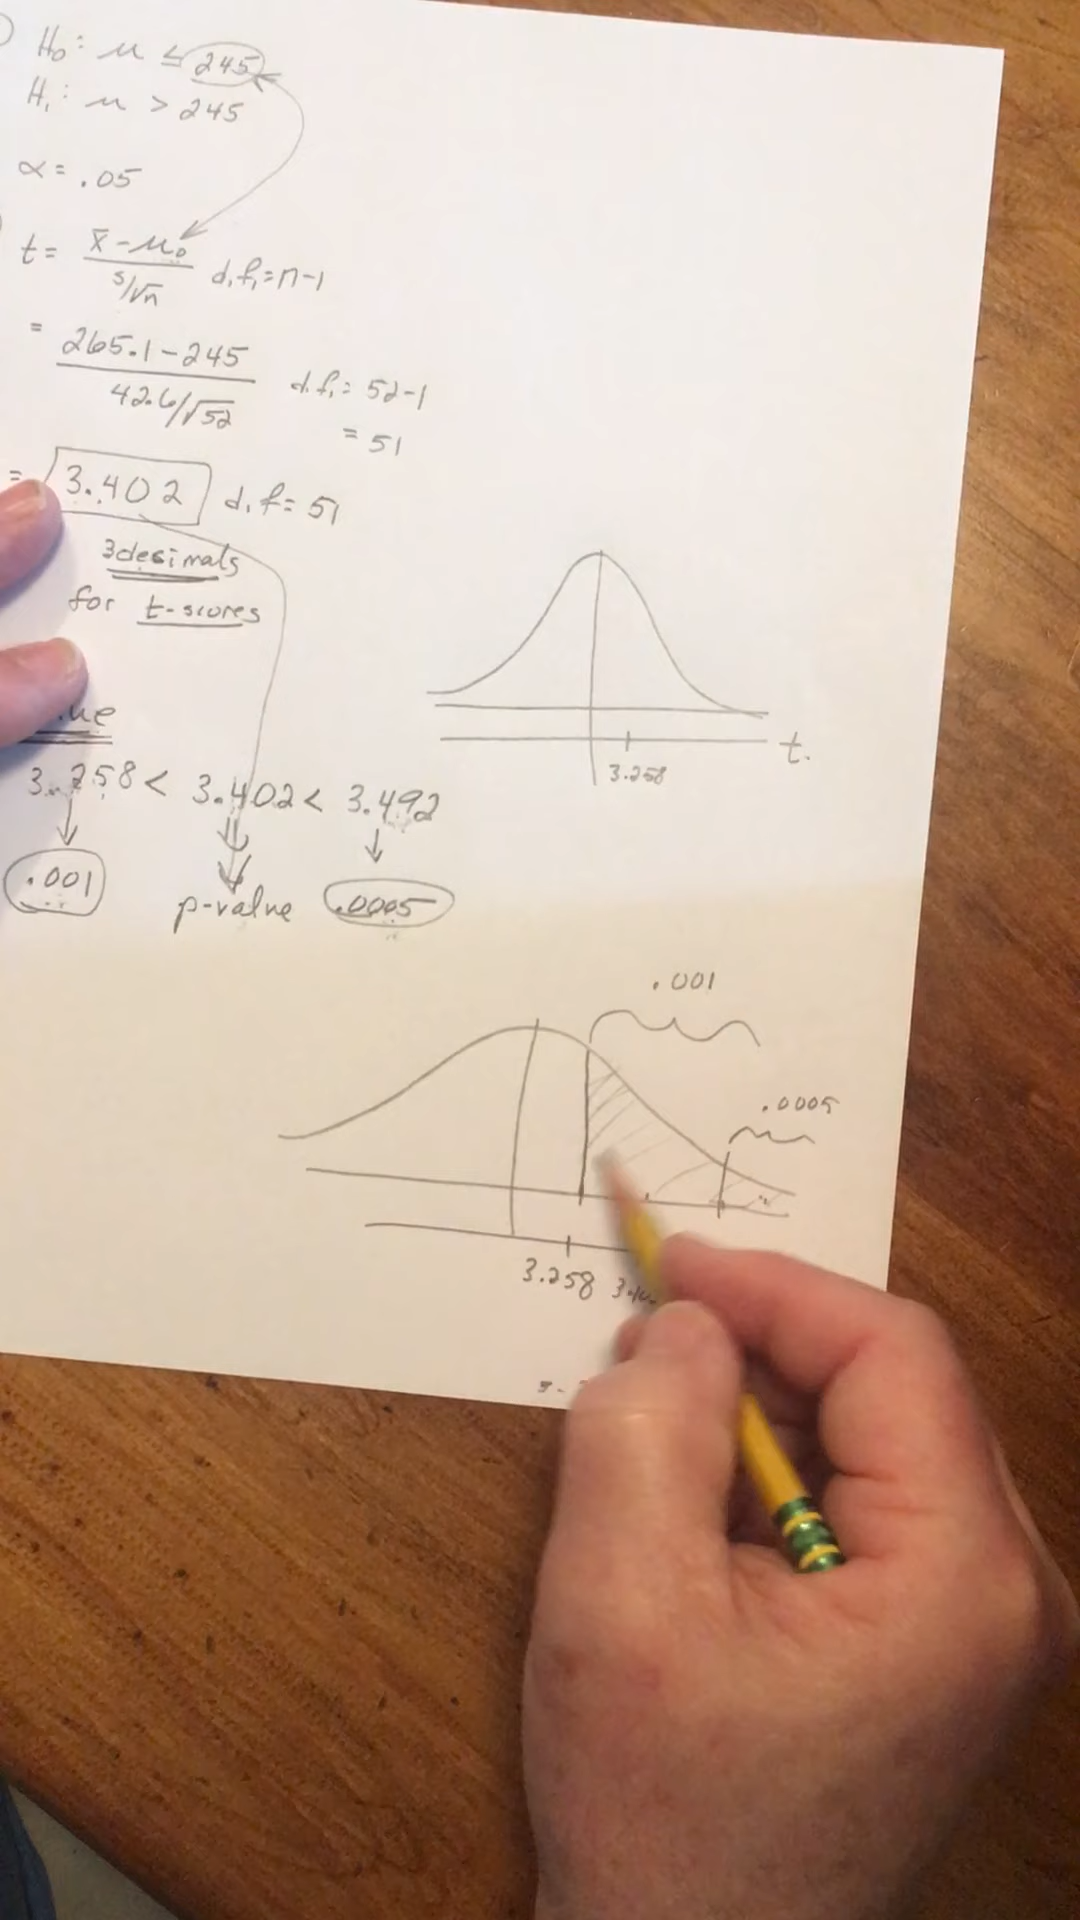 H₀: μ ≤ 245
H₁: μ > 245
α = .05
t = x̄ - μ₀ / s/√n d.f. = n-1
= 265.1 - 245 / 42.6/√52 d.f. = 52-1
= 51
= 3.402 d.f = 51
3 decimals
for t-scores
3.258 < 3.402 < 3.492
.001 p-value .0005
t.
3.258
.001
.0005
3.258